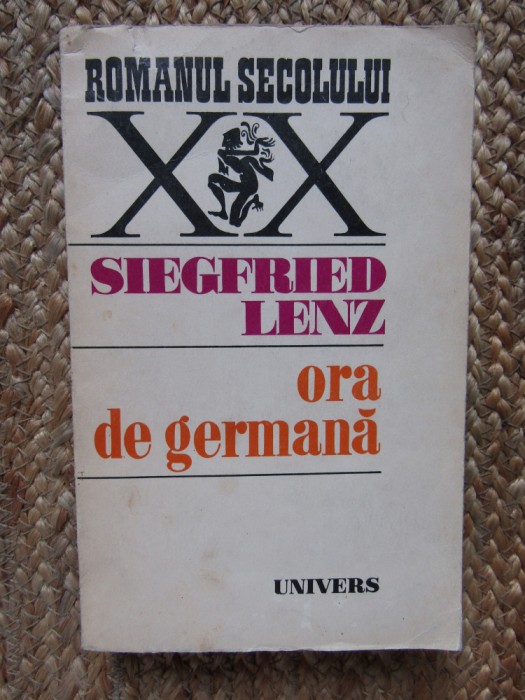 ROMANUL SECOLULUI
XX
SIEGFRIED
LENZ
ora
de germană
UNIVERS